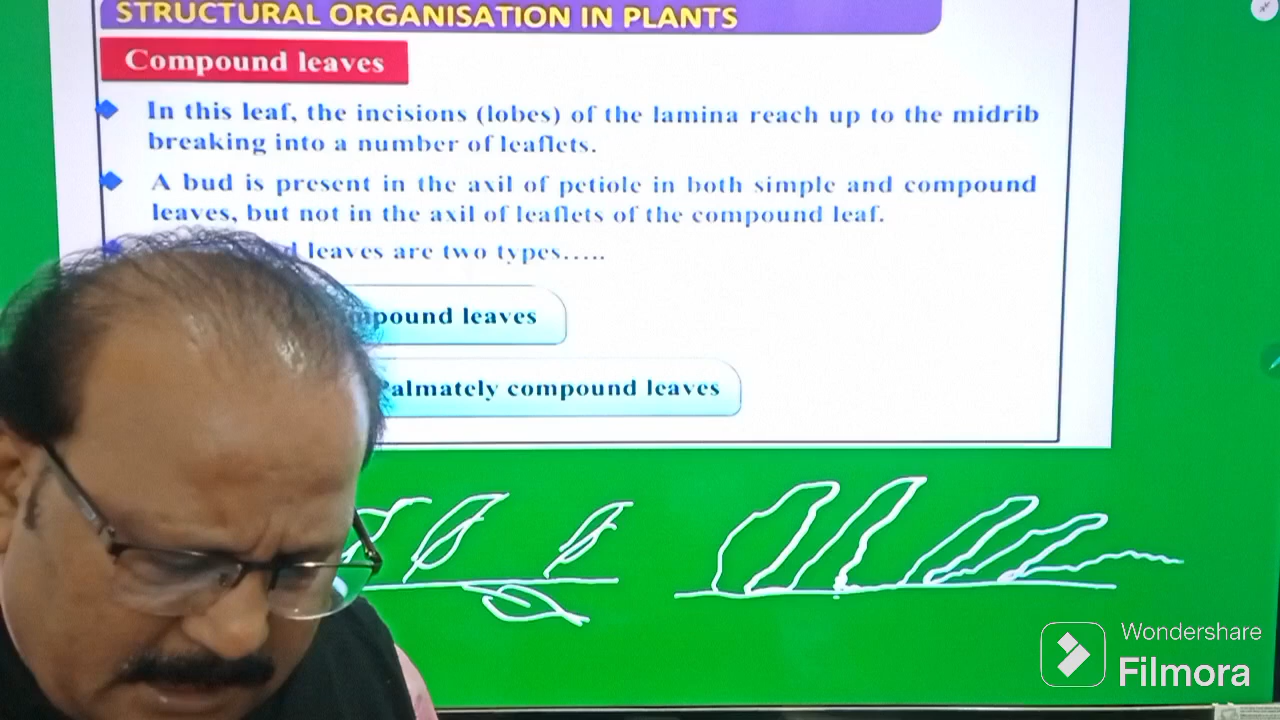 STRUCTURAL ORGANISATION IN PLANTS
Compound leaves
In this leaf, the incisions (lobes) of the lamina reach up to the midrib
breaking into a number of leaflets.
A bud is present in the axil of petiole in both simple and compound
leaves, but not in the axil of leaflets of the compound leaf.
leaves are two types.....
leaves
Palmately compound leaves
Wondershare
Filmora